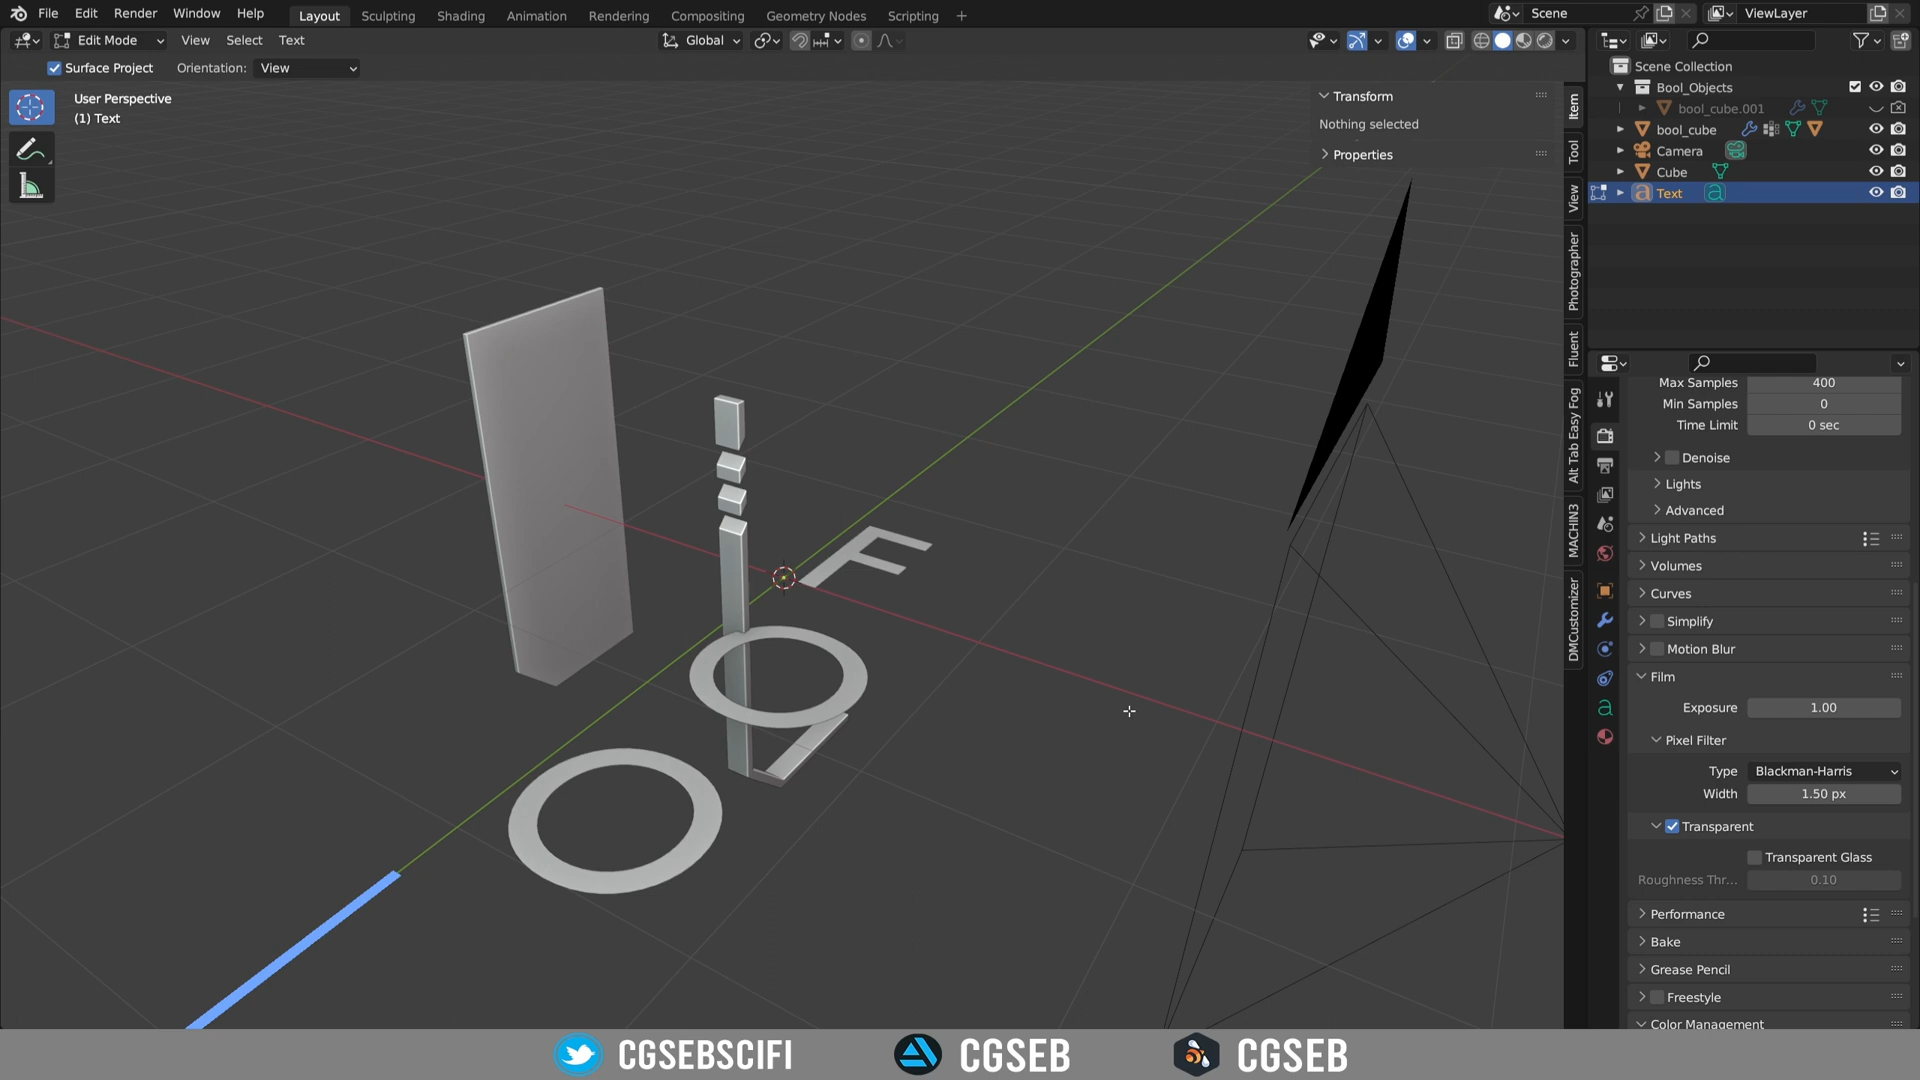 File Edit Render Window Help Layout Sculpting Shading Animation Rendering Compositing Geometry Nodes Scripting + Scene ViewLayer
Edit Mode View Select Text Global
Surface Project Orientation: View
User Perspective
(1) Text
Transform
Nothing selected
Properties
Item
Tool
View
Photographer
Fluent
Alt Tab Easy Fog
MACHIN3
DMCustomizer
Scene Collection
Bool_Objects
bool_cube.001
bool_cube
Camera
Cube
Text
Max Samples 400
Min Samples 0
Time Limit 0 sec
Denoise
Lights
Advanced
Light Paths
Volumes
Curves
Simplify
Motion Blur
Film
Exposure 1.00
Pixel Filter
Type Blackman-Harris
Width 1.50 px
Transparent
Transparent Glass
Roughness Thr... 0.10
Performance
Bake
Grease Pencil
Freestyle
Color Management
F
O
O
CGSEBSCIFI CGSEB CGSEB